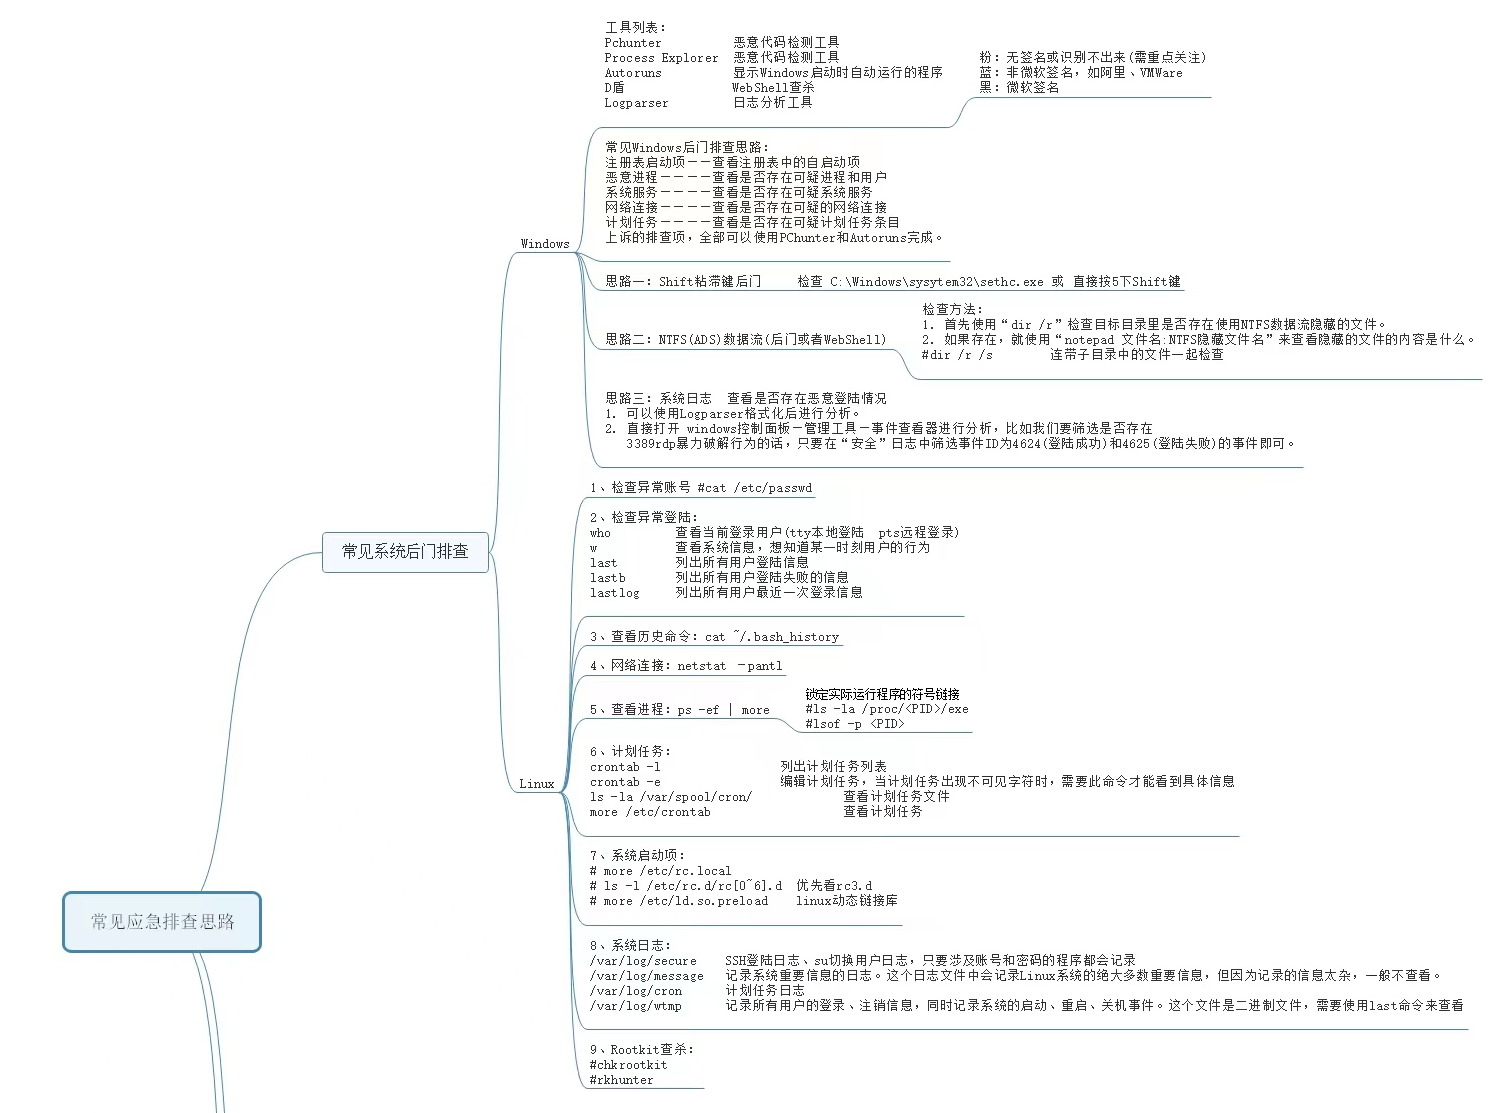 工具列表：
Pchunter 恶意代码检测工具
Process Explorer 恶意代码检测工具
Autoruns 显示Windows启动时自动运行的程序
D盾 WebShell查杀
Logparser 日志分析工具
粉：无签名或识别不出来(需重点关注)
蓝：非微软签名，如阿里、VMWare
黑：微软签名
常见Windows后门排查思路：
注册表启动项－－查看注册表中的自启动项
恶意进程－－－－查看是否存在可疑进程和用户
系统服务－－－－查看是否存在可疑系统服务
网络连接－－－－查看是否存在可疑的网络连接
计划任务－－－－查看是否存在可疑计划任务条目
上诉的排查项，全部可以使用PChunter和Autoruns完成。
Windows
思路一：Shift粘滞键后门 检查 C:\Windows\sysytem32\sethc.exe 或 直接按5下Shift键
思路二：NTFS(ADS)数据流(后门或者WebShell)
检查方法：
1. 首先使用“dir /r”检查目标目录里是否存在使用NTFS数据流隐藏的文件。
2. 如果存在，就使用“notepad 文件名:NTFS隐藏文件名”来查看隐藏的文件的内容是什么。
#dir /r /s 连带子目录中的文件一起检查
思路三：系统日志 查看是否存在恶意登陆情况
1. 可以使用Logparser格式化后进行分析。
2. 直接打开 windows控制面板－管理工具－事件查看器进行分析，比如我们要筛选是否存在
3389rdp暴力破解行为的话，只要在“安全”日志中筛选事件ID为4624(登陆成功)和4625(登陆失败)的事件即可。
常见系统后门排查
1、检查异常账号 #cat /etc/passwd
2、检查异常登陆：
who 查看当前登录用户(tty本地登陆 pts远程登录)
w 查看系统信息，想知道某一时刻用户的行为
last 列出所有用户登陆信息
lastb 列出所有用户登陆失败的信息
lastlog 列出所有用户最近一次登录信息
3、查看历史命令：cat ~/.bash_history
4、网络连接：netstat －pantl
5、查看进程：ps -ef | more
锁定实际运行程序的符号链接
#ls -la /proc/<PID>/exe
#lsof -p <PID>
Linux
6、计划任务：
crontab -l 列出计划任务列表
crontab -e 编辑计划任务，当计划任务出现不可见字符时，需要此命令才能看到具体信息
ls -la /var/spool/cron/ 查看计划任务文件
more /etc/crontab 查看计划任务
7、系统启动项：
# more /etc/rc.local
# ls -l /etc/rc.d/rc[0~6].d 优先看rc3.d
# more /etc/ld.so.preload linux动态链接库
8、系统日志：
/var/log/secure SSH登陆日志、su切换用户日志，只要涉及账号和密码的程序都会记录
/var/log/message 记录系统重要信息的日志。这个日志文件中会记录Linux系统的绝大多数重要信息，但因为记录的信息太杂，一般不查看。
/var/log/cron 计划任务日志
/var/log/wtmp 记录所有用户的登录、注销信息，同时记录系统的启动、重启、关机事件。这个文件是二进制文件，需要使用last命令来查看
9、Rootkit查杀：
#chkrootkit
#rkhunter
常见应急排查思路